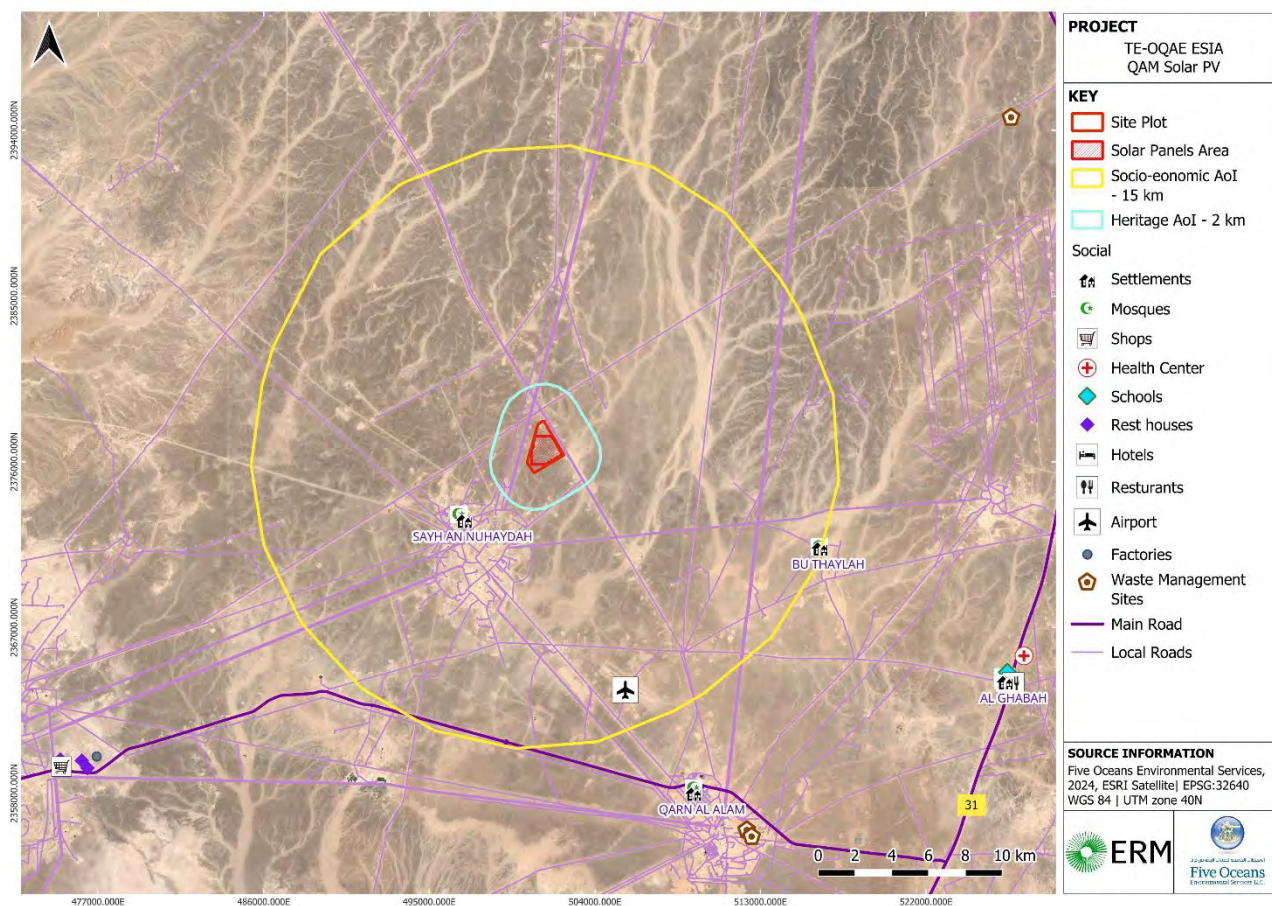 PROJECT
TE-OQAE ESIA
QAM Solar PV
KEY
Site Plot
Solar Panels Area
Socio-eonomic AoI
- 15 km
Heritage AoI - 2 km
Social
Settlements
Mosques
Shops
Health Center
Schools
Rest houses
Hotels
Resturants
Airport
Factories
Waste Management
Sites
Main Road
Local Roads
SOURCE INFORMATION
Five Oceans Environmental Services,
2024, ESRI Satellite| EPSG:32640
WGS 84 | UTM zone 40N
ERM
Five Oceans
Environmental Services LLC.
2394000.000N
2385000.000N
2376000.000N
2367000.000N
2358000.000N
477000.000E
486000.000E
495000.000E
504000.000E
513000.000E
522000.000E
SAYH AN NUHAYDAH
BU THAYLAH
AL GHABAH
QARN AL ALAM
31
0 2 4 6 8 10 km